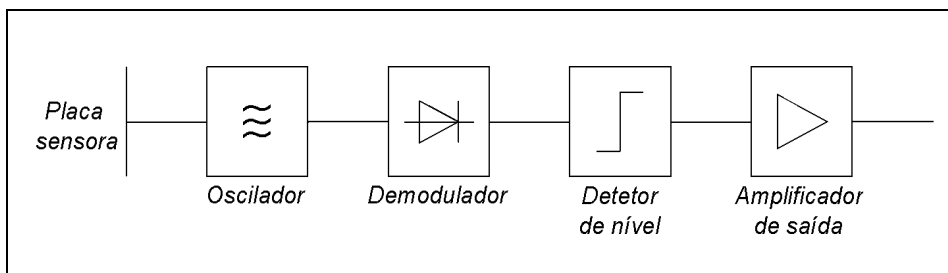 Placa
sensora
Oscilador
Demodulador
Detetor
de nível
Amplificador
de saída